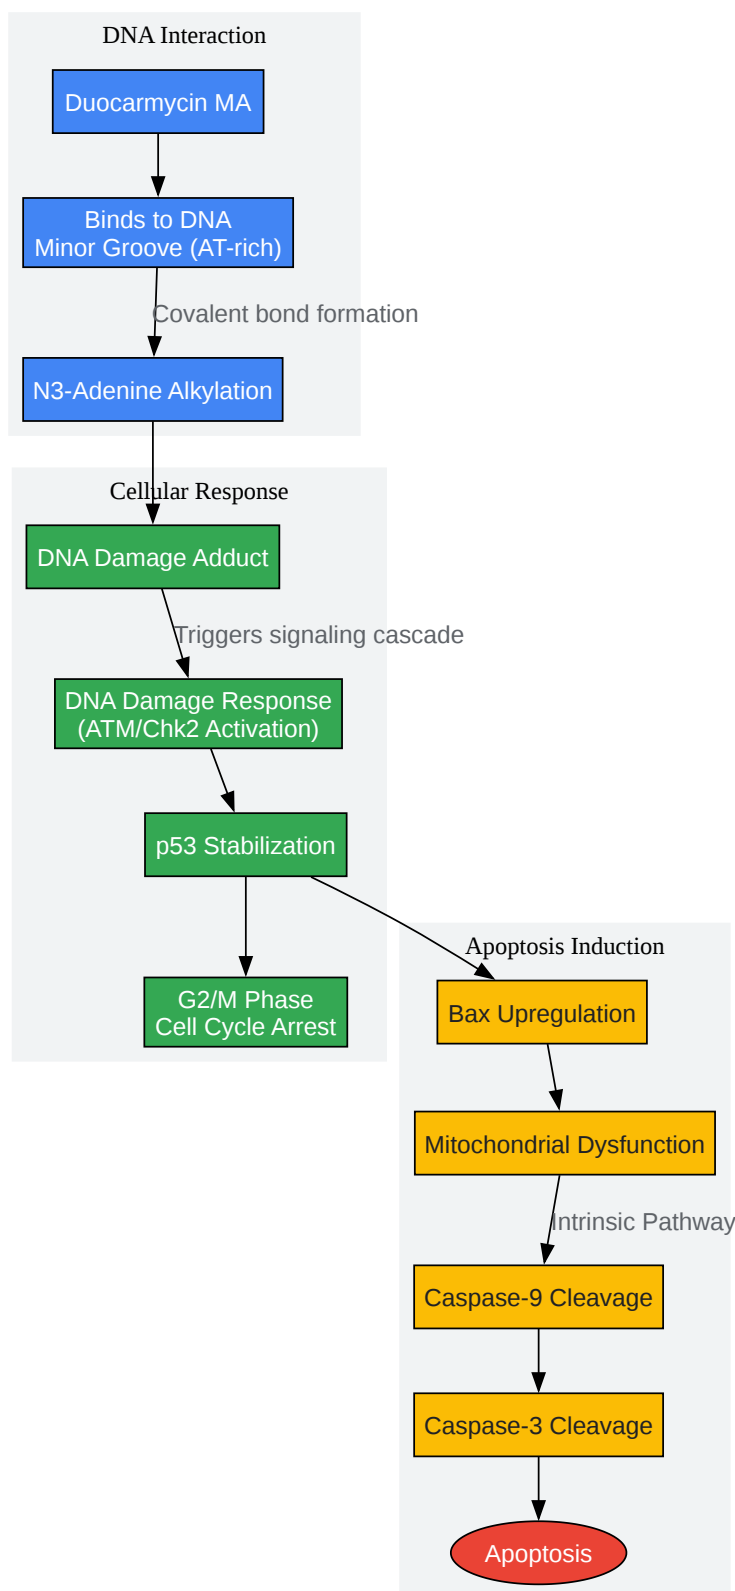 DNA Interaction
Duocarmycin MA
Binds to DNA
Minor Groove (AT-rich)
Covalent bond formation
N3-Adenine Alkylation
Cellular Response
DNA Damage Adduct
Triggers signaling cascade
DNA Damage Response
(ATM/Chk2 Activation)
p53 Stabilization
G2/M Phase
Cell Cycle Arrest
Apoptosis Induction
Bax Upregulation
Mitochondrial Dysfunction
Intrinsic Pathway
Caspase-9 Cleavage
Caspase-3 Cleavage
Apoptosis